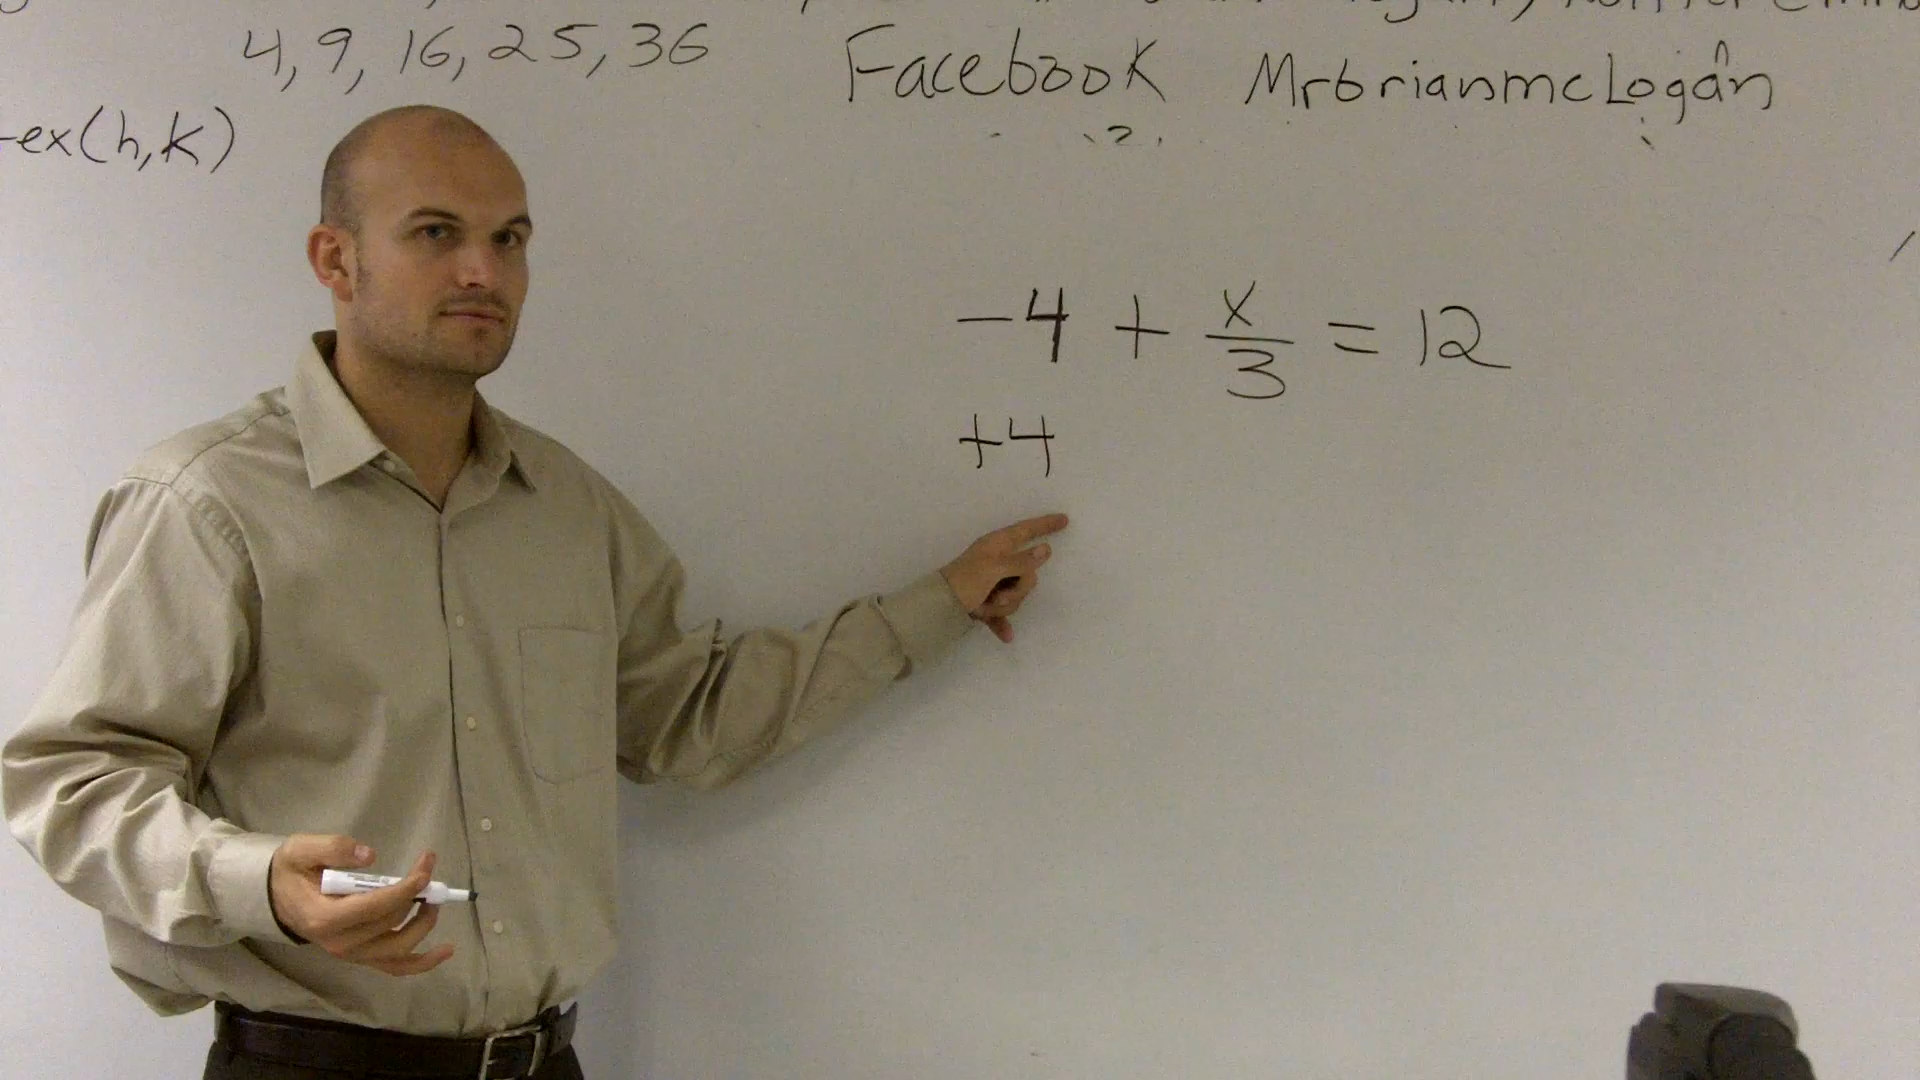 4, 9, 16, 25, 36
Facebook MrbrianmcLogan
ex(h,k)
-4 + x/3 = 12
+4